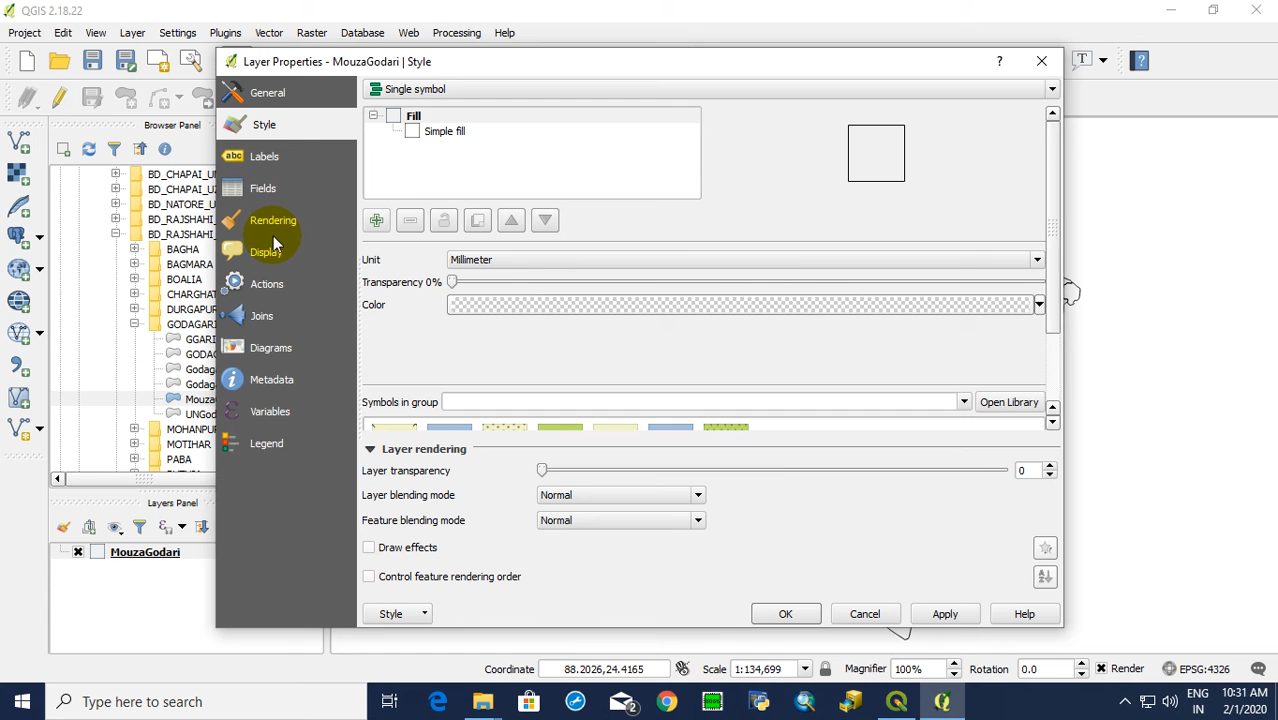 QGIS 2.18.22
Project Edit View Layer Settings Plugins Vector Raster Database Web Processing Help
Layer Properties - MouzaGodari | Style
General
Style
Labels
Fields
Rendering
Display
Actions
Joins
Diagrams
Metadata
Variables
Legend
Single symbol
Fill
Simple fill
Unit Millimeter
Transparency 0%
Color
Symbols in group Open Library
Layer rendering
Layer transparency 0
Layer blending mode Normal
Feature blending mode Normal
Draw effects
Control feature rendering order
Style OK Cancel Apply Help
Browser Panel
BD_CHAPAI_U
BD_CHAPAI_UZ
BD_NATORE_U
BD_RAJSHAHI_
BD_RAJSHAHI_
BAGHA
BAGMARA
BOALIA
CHARGHAT
DURGAPUR
GODAGARI
GGARI
GODAG
Godag
Godag
Mouza
UNGod
MOHANPU
MOTIHAR
PABA
Layers Panel
MouzaGodari
Coordinate 88.2026,24.4165 Scale 1:134,699 Magnifier 100% Rotation 0.0 Render EPSG:4326
Type here to search
2
ENG
IN
10:31 AM
2/1/2020